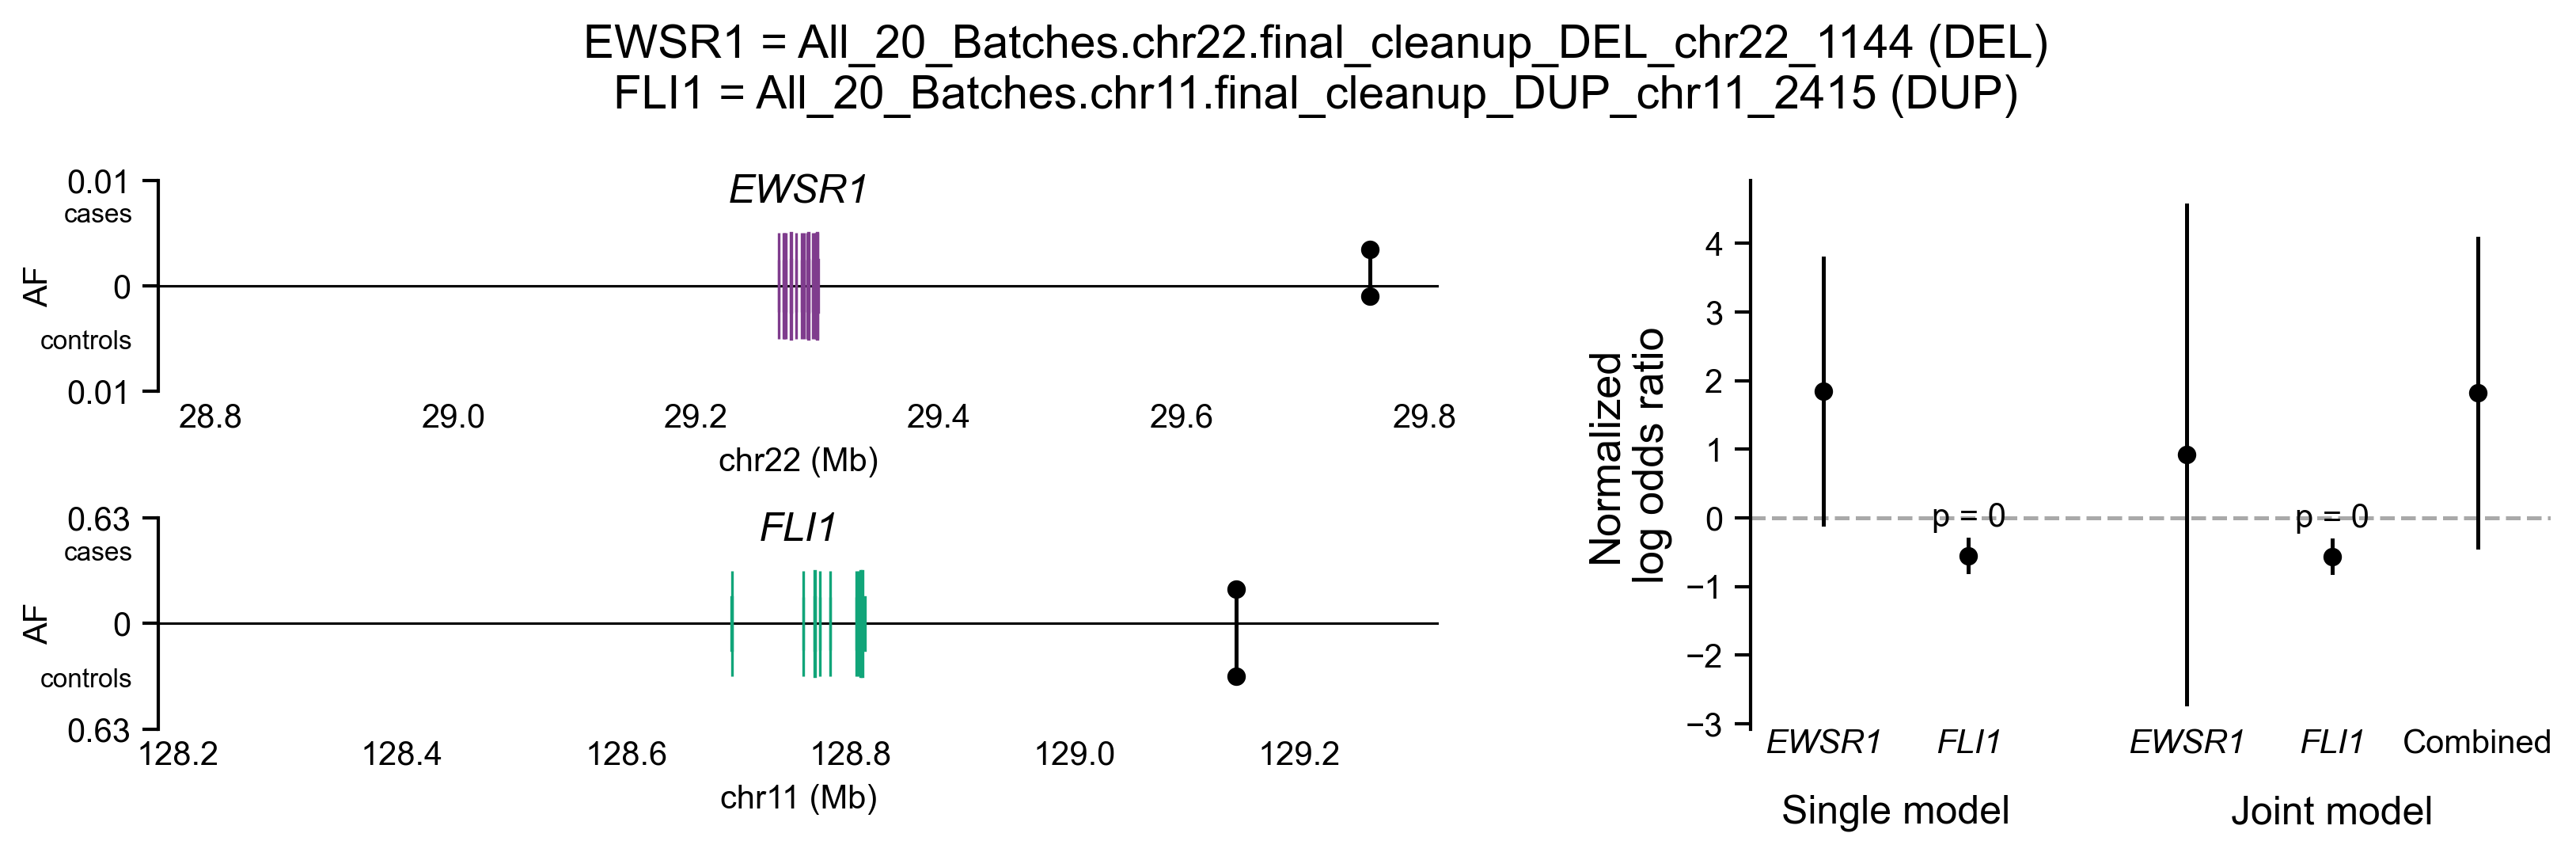 EWSR1 = All_20_Batches.chr22.final_cleanup_DEL_chr22_1144 (DEL)
FLI1 = All_20_Batches.chr11.final_cleanup_DUP_chr11_2415 (DUP)
EWSR1
0.01
cases
0
controls
0.01
AF
28.8 29.0 29.2 29.4 29.6 29.8
chr22 (Mb)
FLI1
0.63
cases
0
controls
0.63
AF
128.2 128.4 128.6 128.8 129.0 129.2
chr11 (Mb)
Normalized
log odds ratio
4
3
2
1
0
−1
−2
−3
p = 0
p = 0
EWSR1 FLI1 EWSR1 FLI1 Combined
Single model Joint model